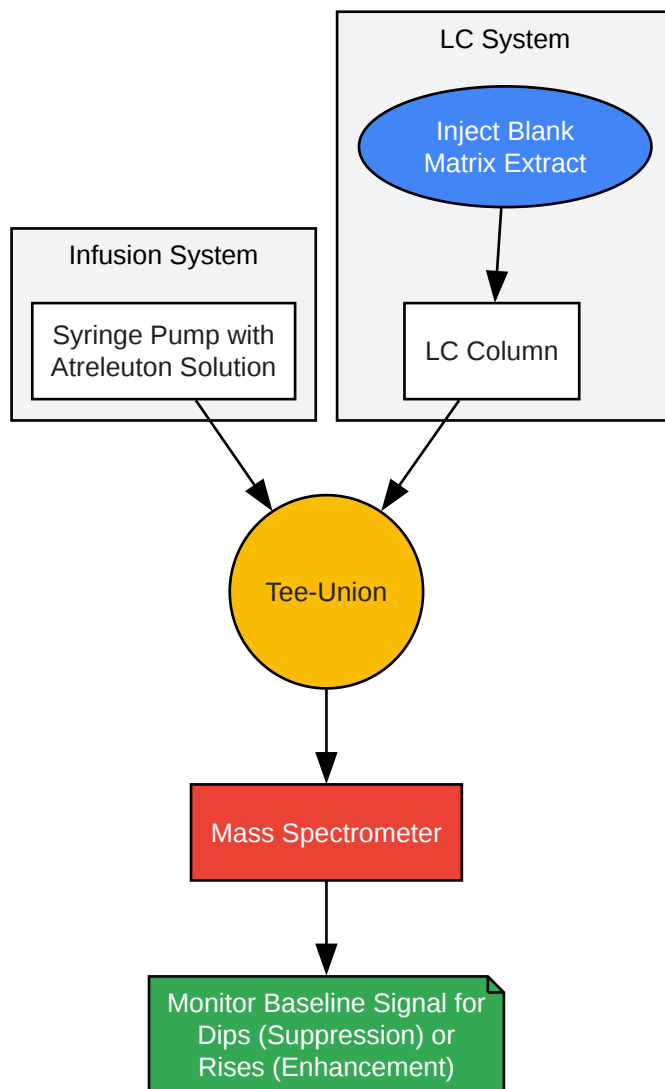 LC System
Inject Blank
Matrix Extract
Infusion System
Syringe Pump with
Atreleuton Solution
LC Column
Tee-Union
Mass Spectrometer
Monitor Baseline Signal for
Dips (Suppression) or
Rises (Enhancement)